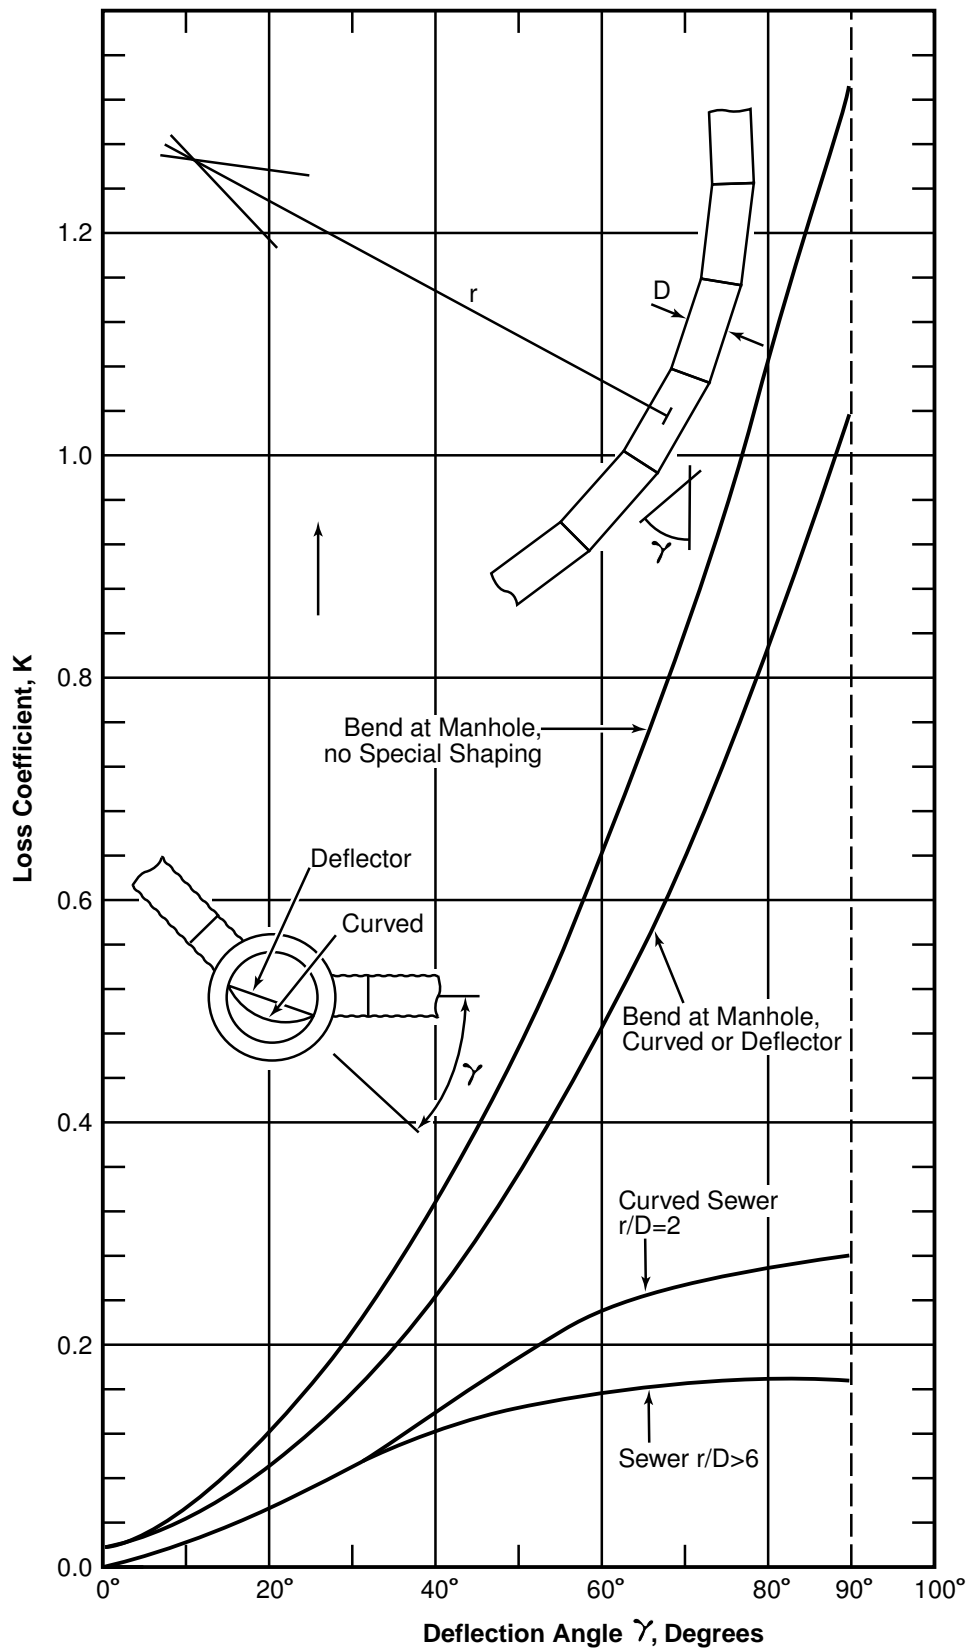 1.2
r
D
1.0
γ
0.8
Loss Coefficient, K
Bend at Manhole,
no Special Shaping
Deflector
0.6
Curved
Bend at Manhole,
Curved or Deflector
γ
0.4
Curved Sewer
r/D=2
0.2
Sewer r/D>6
0.0
0° 20° 40° 60° 80° 90° 100°
Deflection Angle γ, Degrees